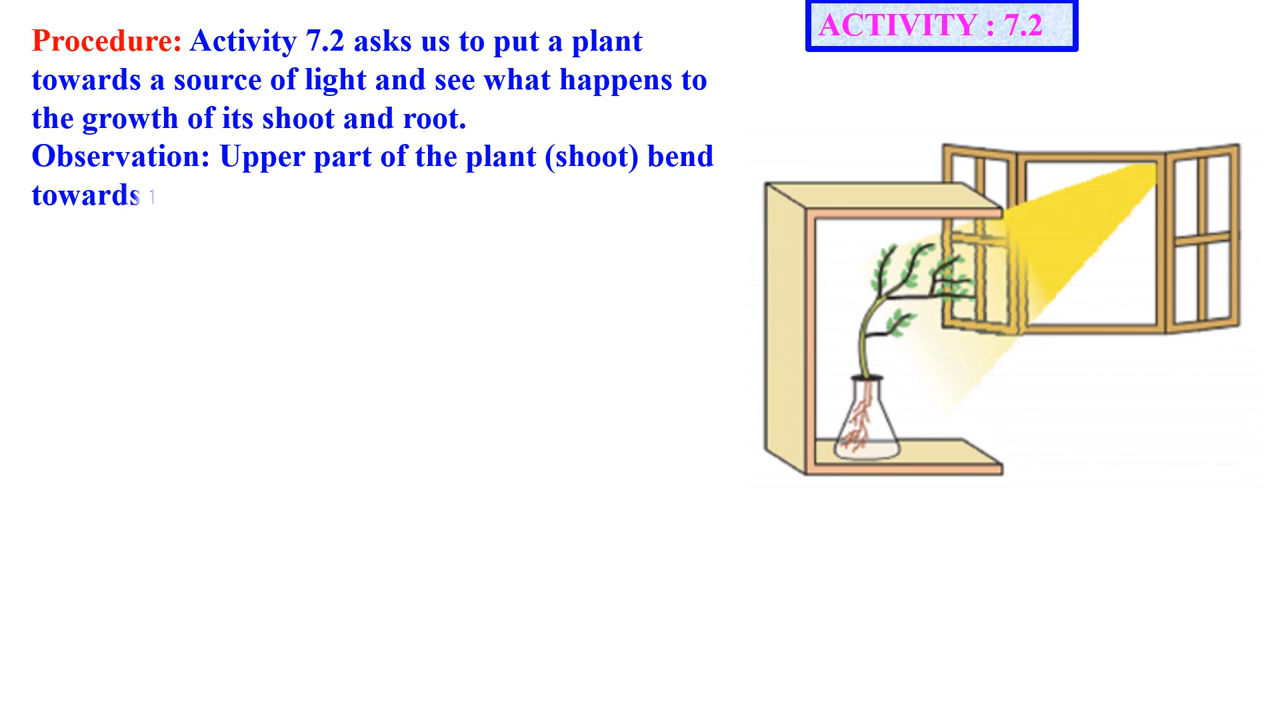 ACTIVITY : 7.2
Procedure: Activity 7.2 asks us to put a plant
towards a source of light and see what happens to
the growth of its shoot and root.
Observation: Upper part of the plant (shoot) bend
towards